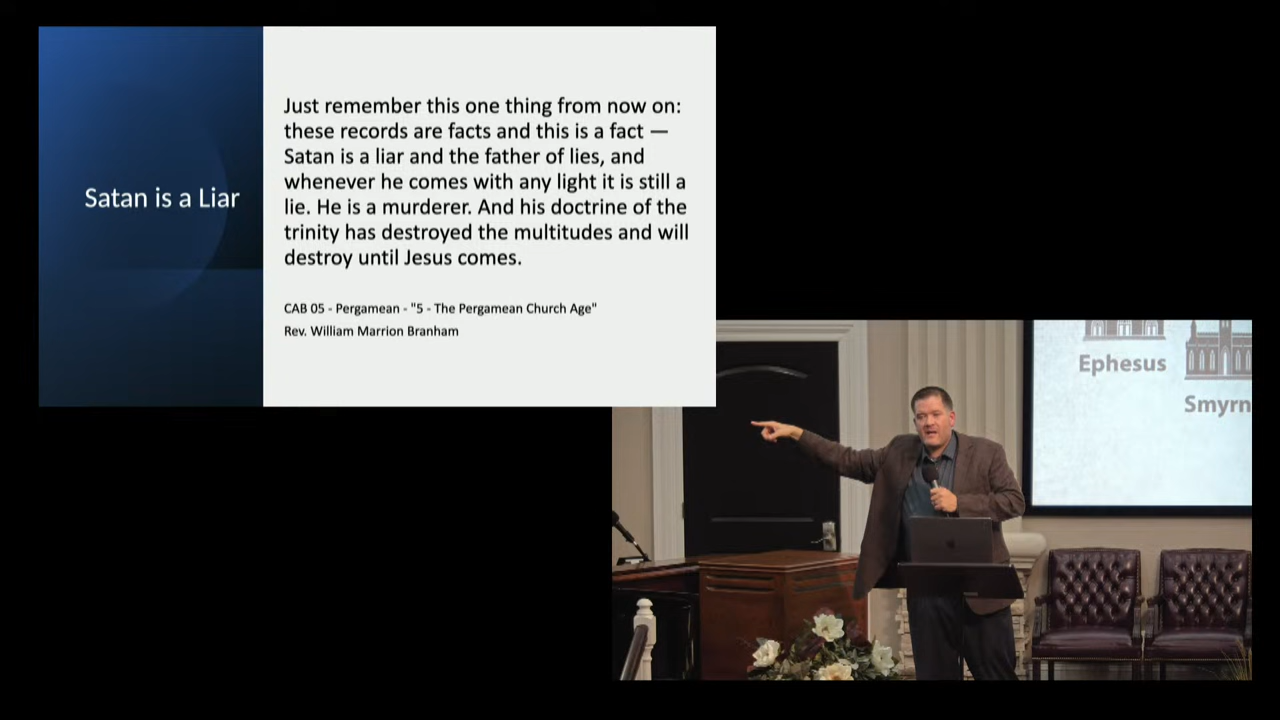 Satan is a Liar
Just remember this one thing from now on:
these records are facts and this is a fact —
Satan is a liar and the father of lies, and
whenever he comes with any light it is still a
lie. He is a murderer. And his doctrine of the
trinity has destroyed the multitudes and will
destroy until Jesus comes.
CAB 05 - Pergamean - "5 - The Pergamean Church Age"
Rev. William Marrion Branham
Ephesus
Smyrn